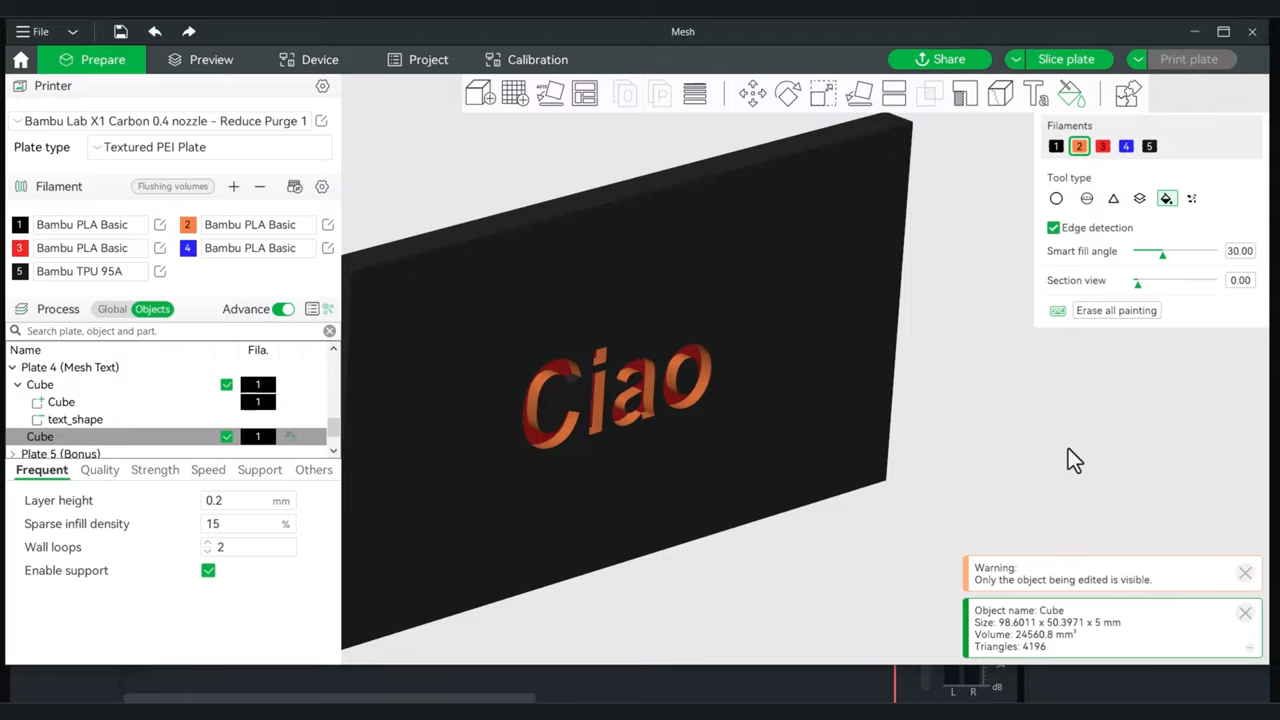 File
Mesh
Prepare
Preview
Device
Project
Calibration
Share
Slice plate
Print plate
Printer
Bambu Lab X1 Carbon 0.4 nozzle - Reduce Purge 1
Plate type
Textured PEI Plate
Filament
Flushing volumes
1 Bambu PLA Basic
2 Bambu PLA Basic
3 Bambu PLA Basic
4 Bambu PLA Basic
5 Bambu TPU 95A
Process
Global
Objects
Advance
Search plate, object and part.
Name
Fila.
Plate 4 (Mesh Text)
Cube 1
Cube 1
text_shape
Cube 1
Plate 5 (Bonus)
Frequent
Quality
Strength
Speed
Support
Others
Layer height 0.2 mm
Sparse infill density 15 %
Wall loops 2
Enable support
Ciao
Filaments
1 2 3 4 5
Tool type
Edge detection
Smart fill angle 30.00
Section view 0.00
Erase all painting
Warning:
Only the object being edited is visible.
Object name: Cube
Size: 98.6011 x 50.3971 x 5 mm
Volume: 24560.8 mm³
Triangles: 4196
L R
dB